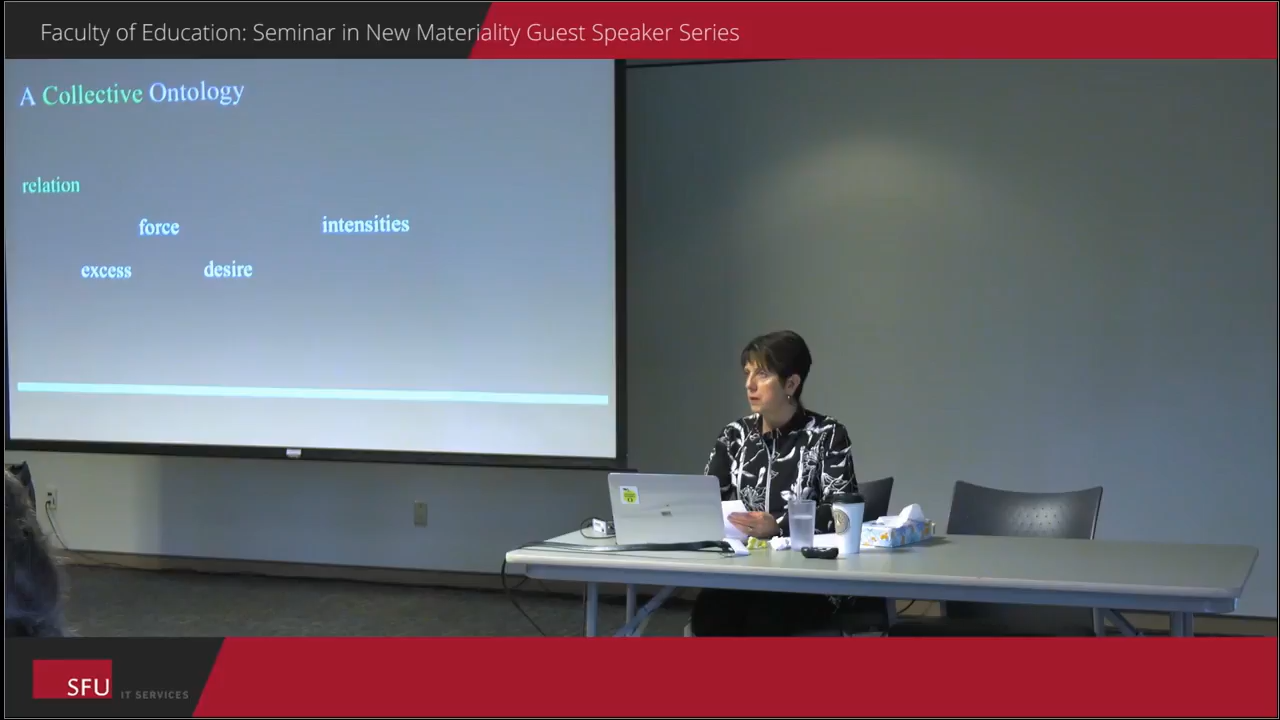 Faculty of Education: Seminar in New Materiality Guest Speaker Series
A Collective Ontology
relation
force intensities
excess desire
SFU IT SERVICES